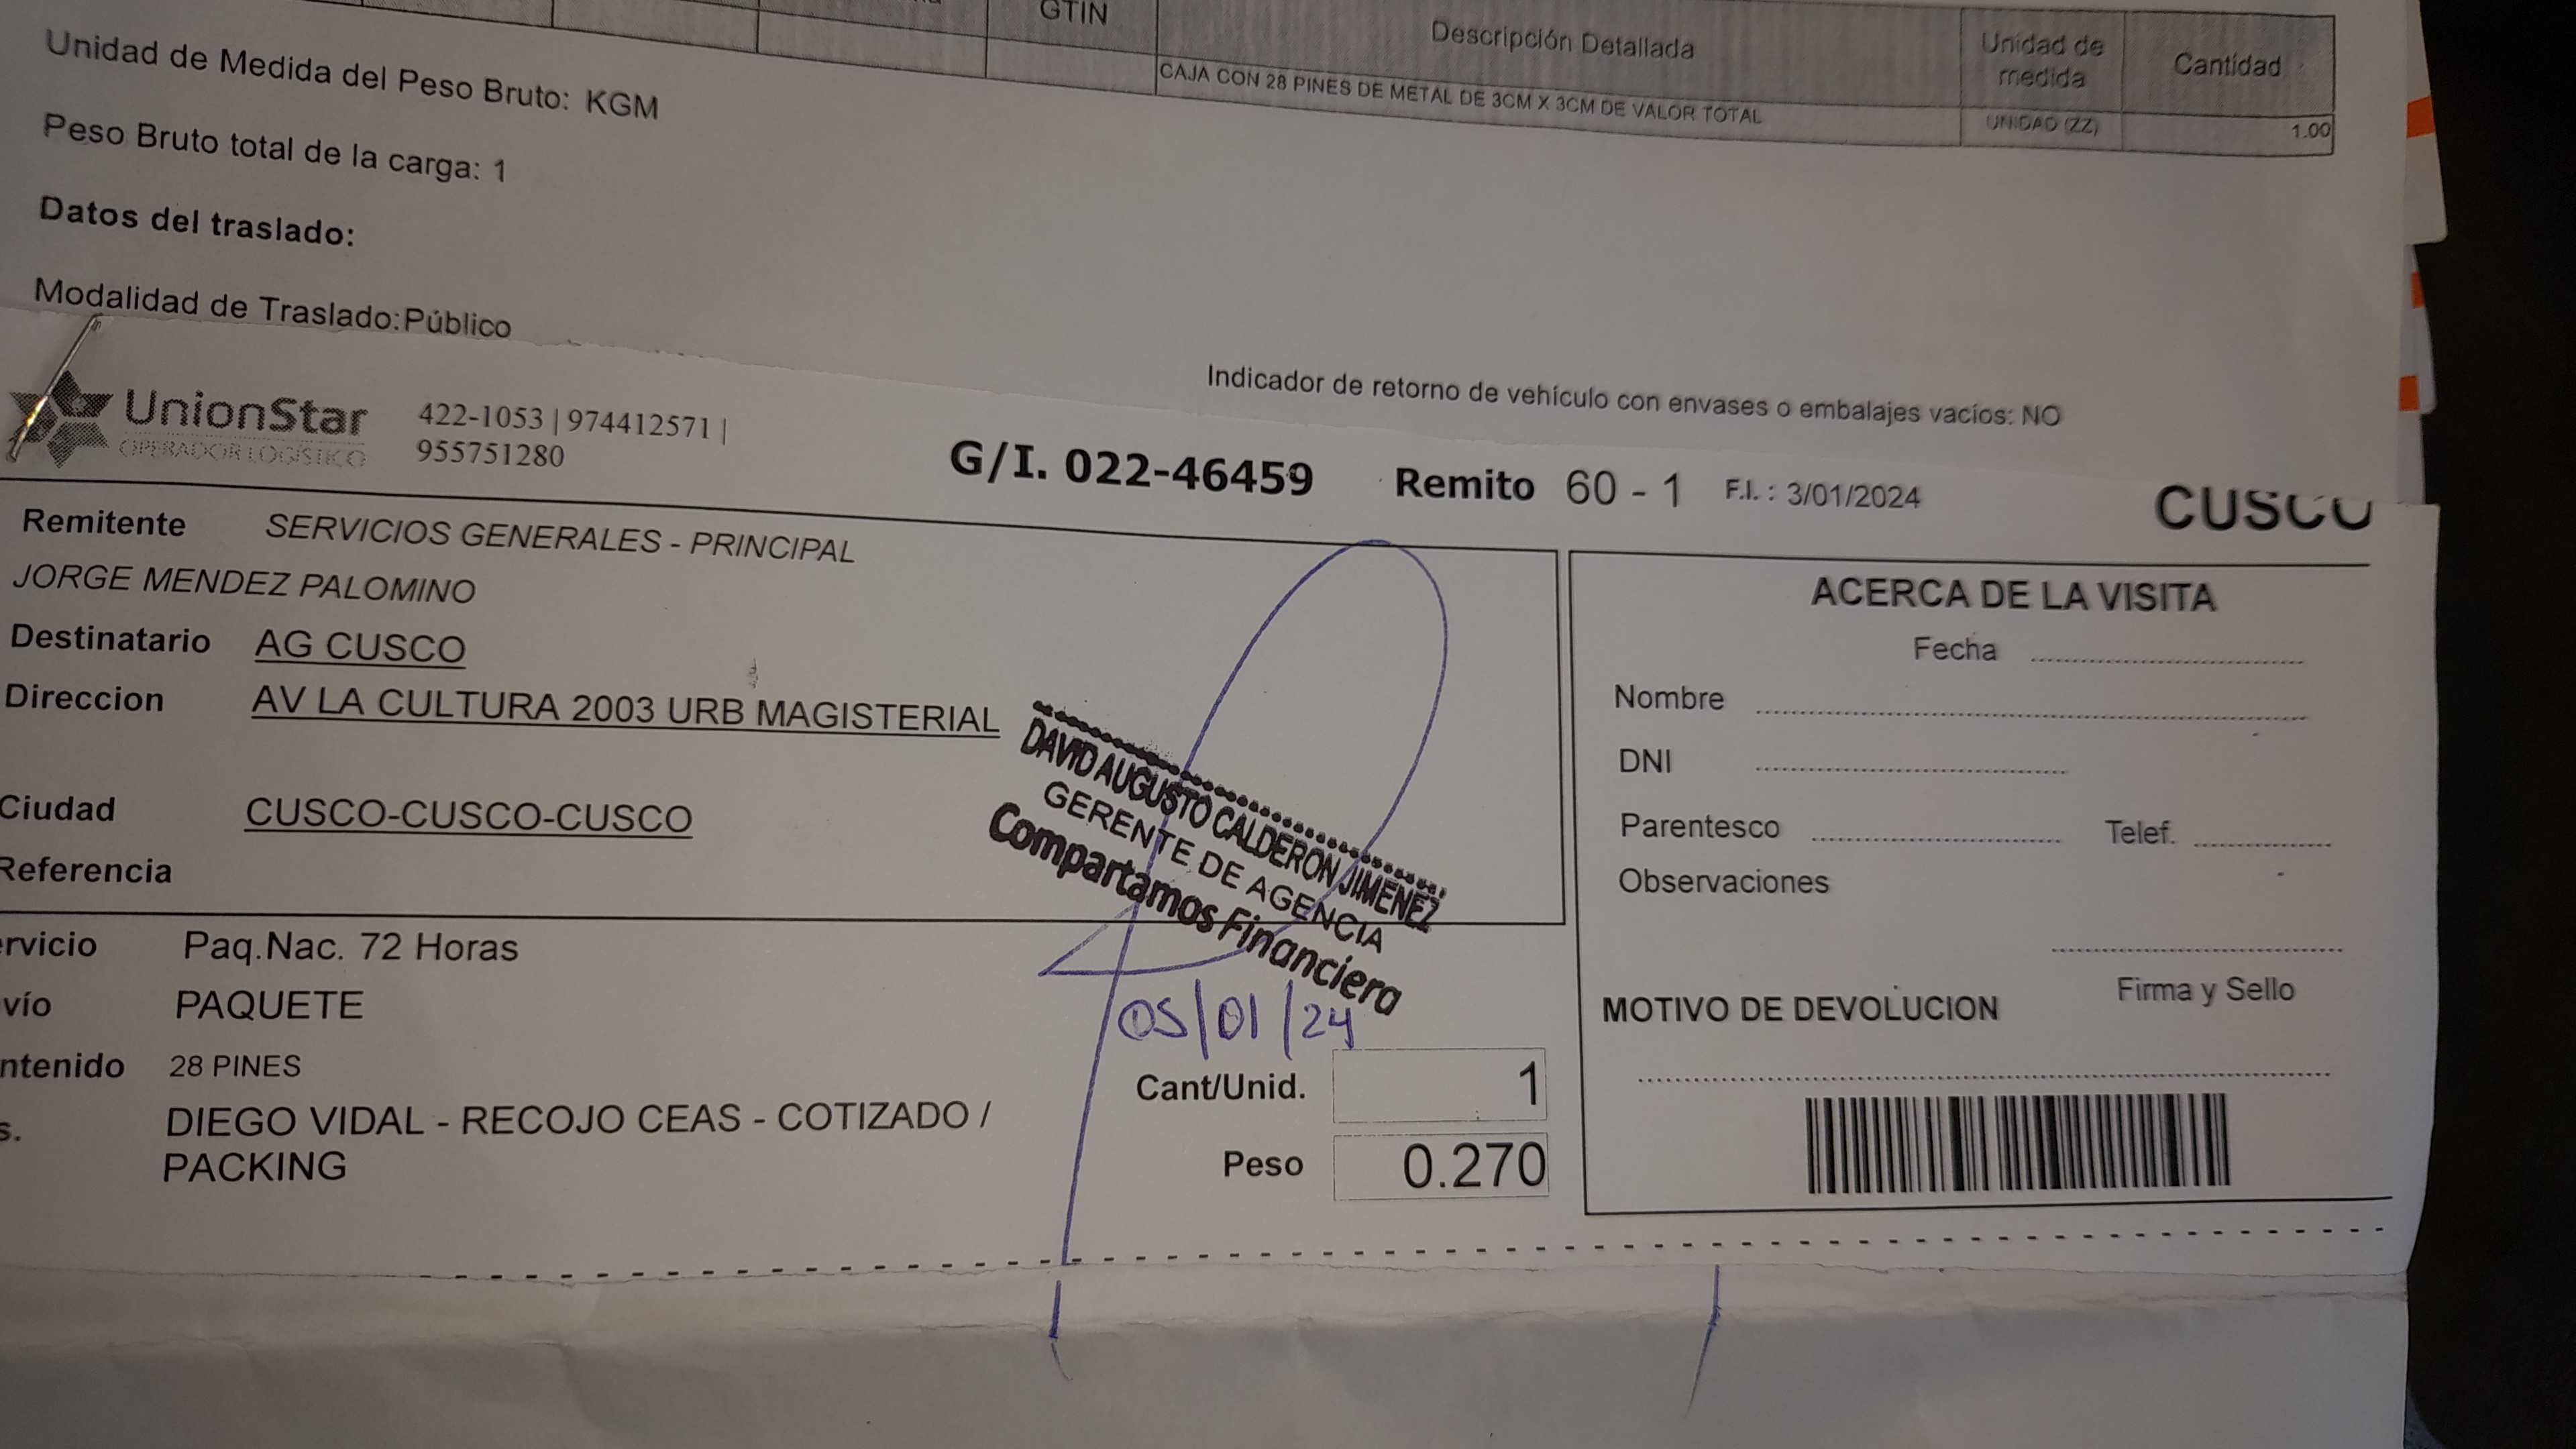 GTIN
Descripción Detallada
Unidad de medida
Cantidad
CAJA CON 28 PINES DE METAL DE 3CM X 3CM DE VALOR TOTAL
UNIDAD (ZZ)
1.00
Unidad de Medida del Peso Bruto: KGM
Peso Bruto total de la carga: 1
Datos del traslado:
Modalidad de Traslado:Público
Indicador de retorno de vehículo con envases o embalajes vacíos: NO
UnionStar
OPERADOR LOGÍSTICO
422-1053 | 974412571 |
955751280
G/I. 022-46459
Remito 60 - 1
F.I. : 3/01/2024
CUSCO
Remitente SERVICIOS GENERALES - PRINCIPAL
JORGE MENDEZ PALOMINO
Destinatario AG CUSCO
Direccion AV LA CULTURA 2003 URB MAGISTERIAL
Ciudad CUSCO-CUSCO-CUSCO
Referencia
DAVID AUGUSTO CALDERON JIMENEZ
GERENTE DE AGENCIA
Compartamos Financiera
05/01/24
ervicio Paq.Nac. 72 Horas
vío PAQUETE
ntenido 28 PINES
s. DIEGO VIDAL - RECOJO CEAS - COTIZADO /
PACKING
Cant/Unid. 1
Peso 0.270
ACERCA DE LA VISITA
Fecha
Nombre
DNI
Parentesco
Telef.
Observaciones
Firma y Sello
MOTIVO DE DEVOLUCION